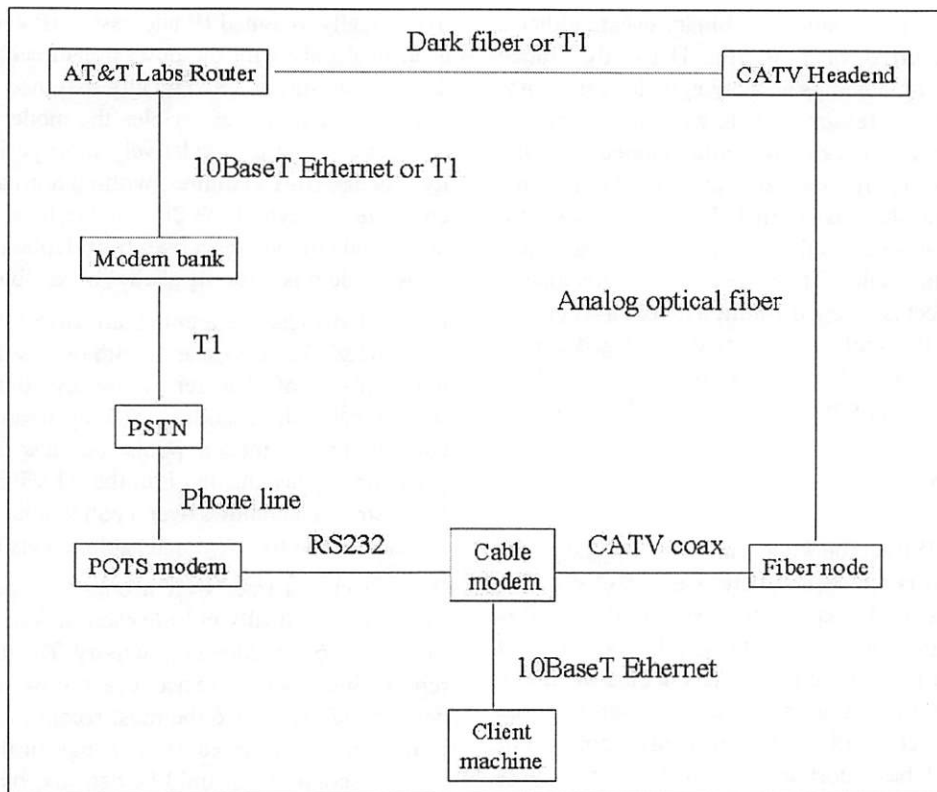 Dark fiber or T1
AT&T Labs Router
CATV Headend
10BaseT Ethernet or T1
Modem bank
Analog optical fiber
T1
PSTN
Phone line
RS232
Cable
modem
CATV coax
POTS modem
Fiber node
10BaseT Ethernet
Client
machine